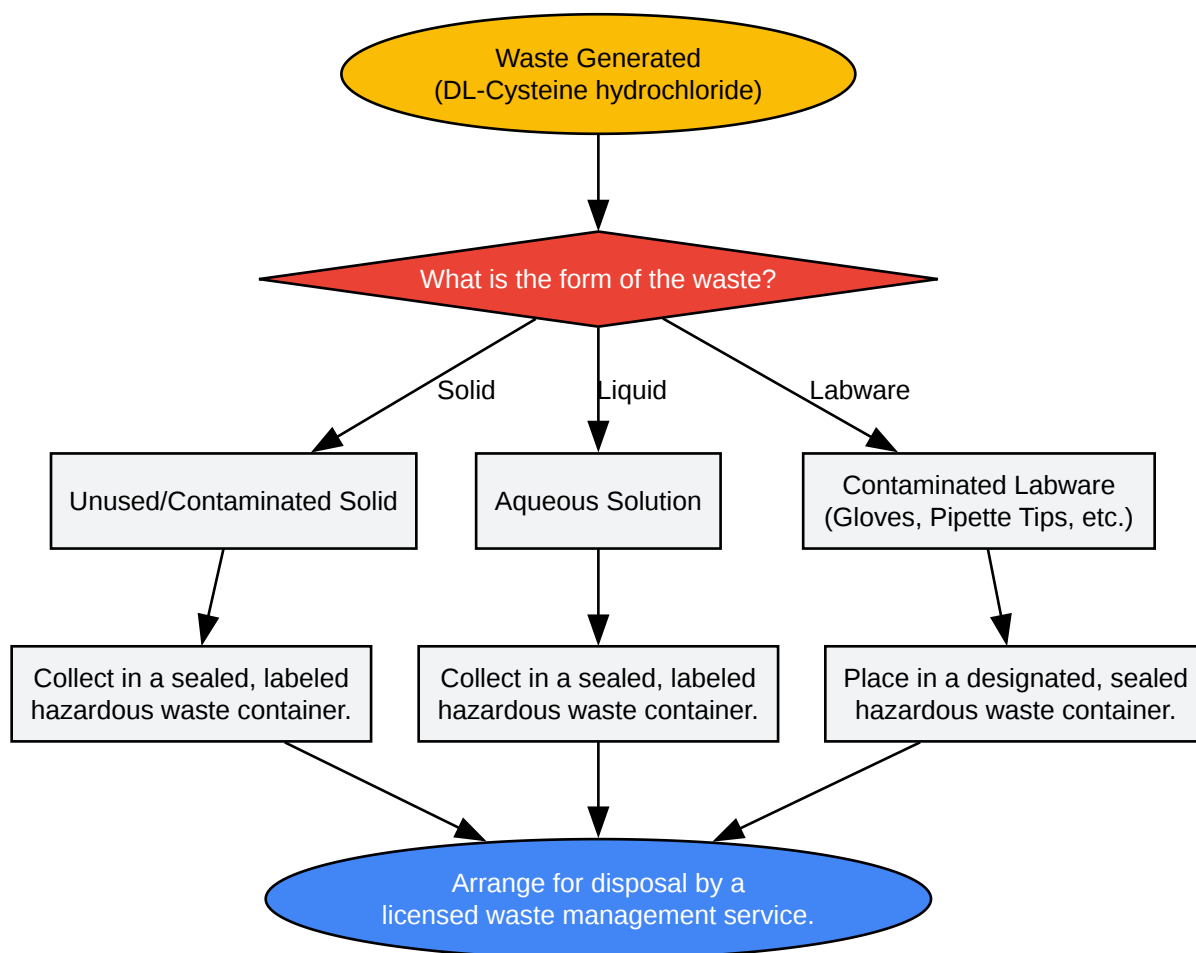 Waste Generated
(DL-Cysteine hydrochloride)
What is the form of the waste?
Solid
Liquid
Labware
Unused/Contaminated Solid
Aqueous Solution
Contaminated Labware
(Gloves, Pipette Tips, etc.)
Collect in a sealed, labeled
hazardous waste container.
Collect in a sealed, labeled
hazardous waste container.
Place in a designated, sealed
hazardous waste container.
Arrange for disposal by a
licensed waste management service.